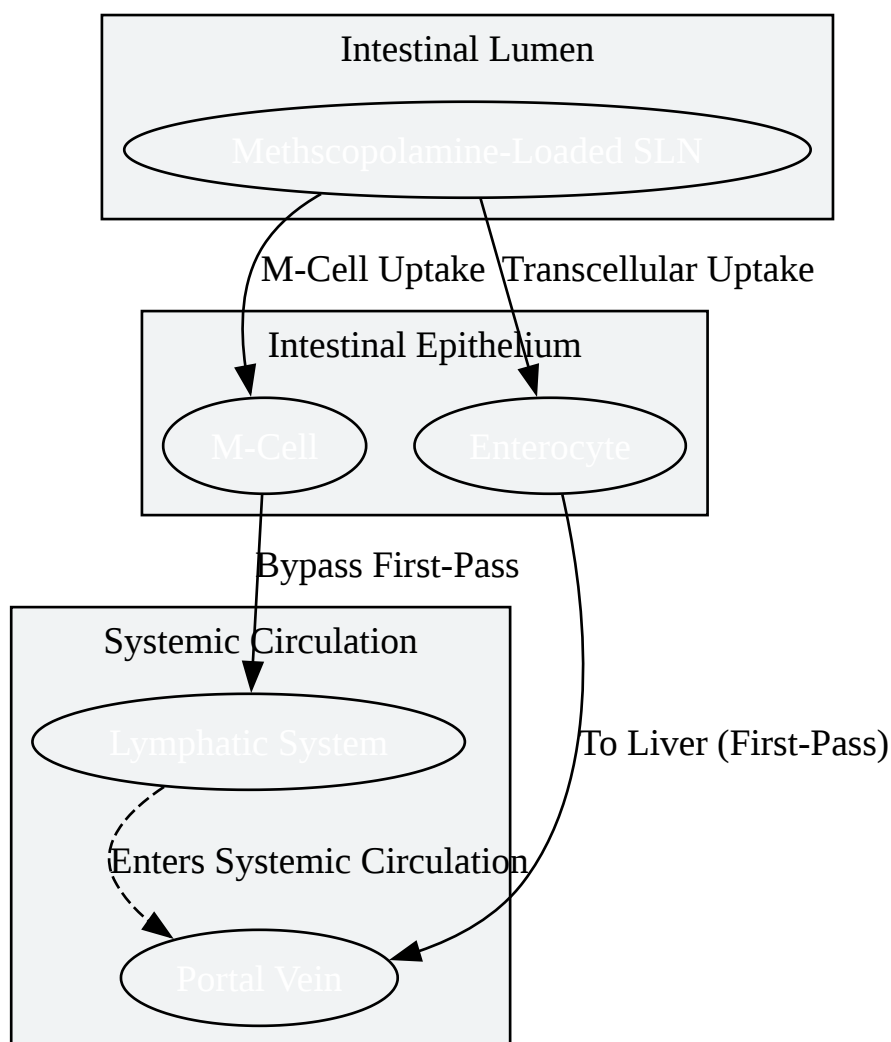 Intestinal Lumen
Methscopolamine-Loaded SLN
M-Cell Uptake
Transcellular Uptake
Intestinal Epithelium
M-Cell
Enterocyte
Bypass First-Pass
Systemic Circulation
Lymphatic System
To Liver (First-Pass)
Enters Systemic Circulation
Portal Vein